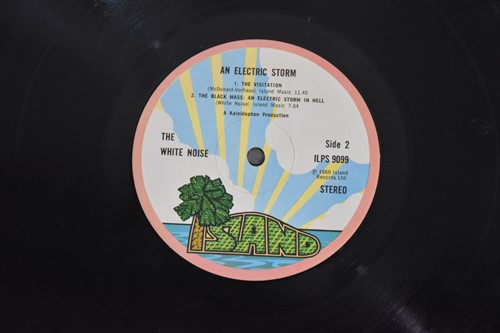 AN ELECTRIC STORM
1. THE VISITATION
(McDonald-Vorhaus) Island Music 11.45
2. THE BLACK MASS: AN ELECTRIC STORM IN HELL
(White Noise) Island Music 7.04
A Kaleidophon Production
THE
WHITE NOISE
Side 2
ILPS 9099
Ⓟ 1969 Island
Records Ltd.
STEREO
ISLAND